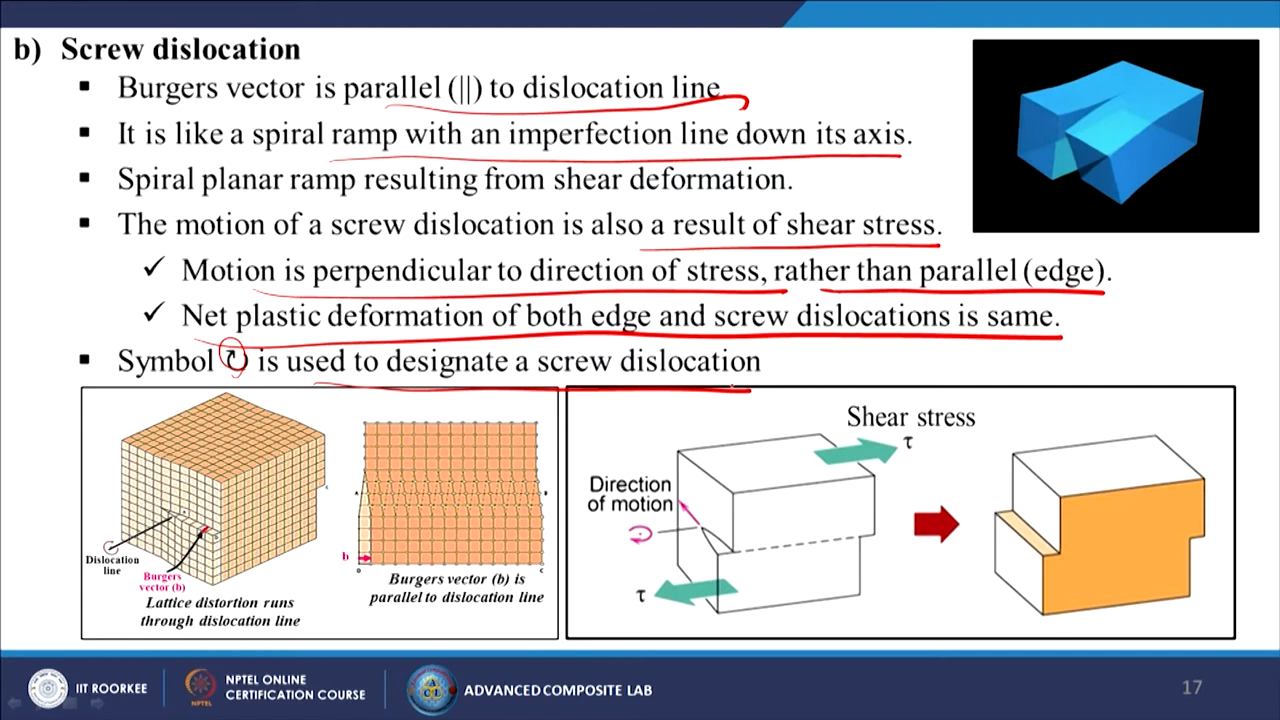 b) Screw dislocation
▪ Burgers vector is parallel (||) to dislocation line.
▪ It is like a spiral ramp with an imperfection line down its axis.
▪ Spiral planar ramp resulting from shear deformation.
▪ The motion of a screw dislocation is also a result of shear stress.
✓ Motion is perpendicular to direction of stress, rather than parallel (edge).
✓ Net plastic deformation of both edge and screw dislocations is same.
▪ Symbol ↻ is used to designate a screw dislocation
Dislocation
line
Burgers
vector (b)
Lattice distortion runs
through dislocation line
A
B
b
D
C
Burgers vector (b) is
parallel to dislocation line
Shear stress
τ
Direction
of motion
τ
IIT ROORKEE
NPTEL ONLINE
CERTIFICATION COURSE
NPTEL
ADVANCED COMPOSITE LAB
17